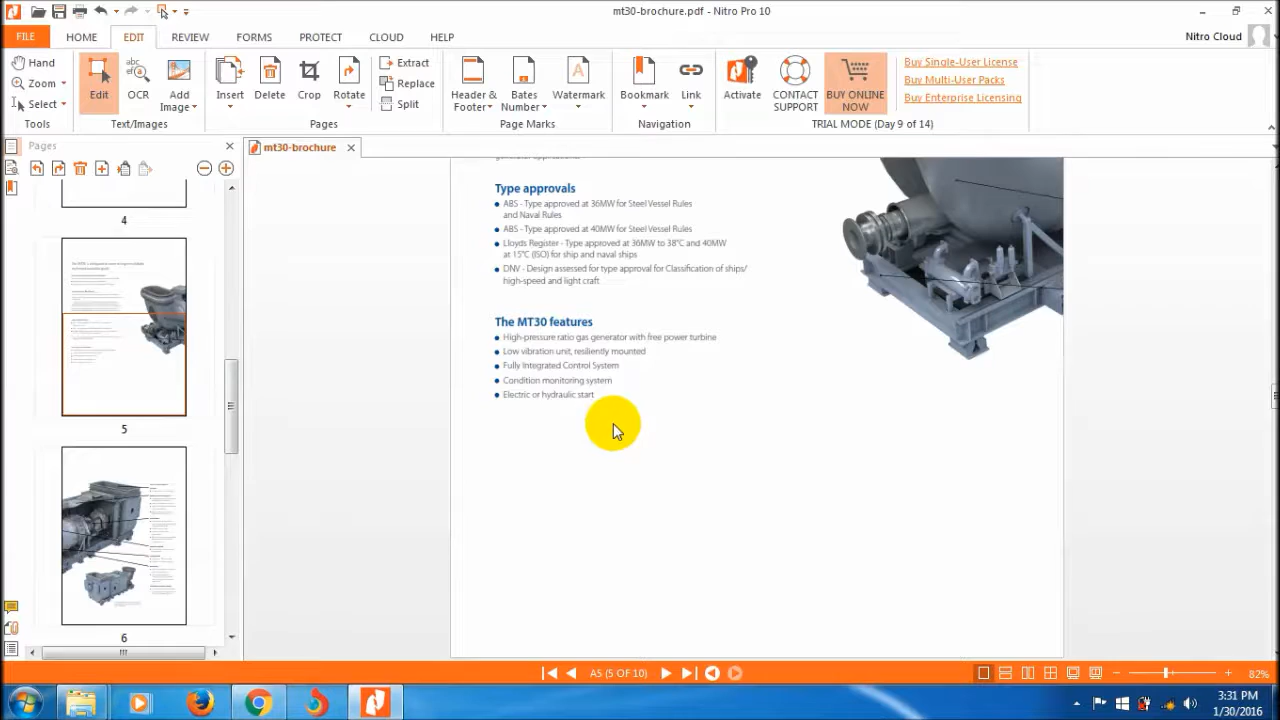 mt30-brochure.pdf - Nitro Pro 10
FILE
HOME
EDIT
REVIEW
FORMS
PROTECT
CLOUD
HELP
Nitro Cloud
Hand
Zoom
Select
Tools
Edit
OCR
Add
Image
Text/Images
Insert
Delete
Crop
Rotate
Extract
Replace
Split
Pages
Header &
Footer
Bates
Number
Watermark
Page Marks
Bookmark
Link
Navigation
Activate
CONTACT
SUPPORT
BUY ONLINE
NOW
Buy Single-User License
Buy Multi-User Packs
Buy Enterprise Licensing
TRIAL MODE (Day 9 of 14)
Pages
mt30-brochure
4
5
6
Type approvals
ABS - Type approved at 36MW for Steel Vessel Rules
and Naval Rules
ABS - Type approved at 40MW for Steel Vessel Rules
Lloyds Register - Type approved at 36MW to 38°C and 40MW
at 15°C (ISO) for ship and naval ships
DNV - Design assessed for type approval for Classification of ships/
high-speed and light craft
The MT30 features
High-pressure ratio gas generator with free power turbine
Low vibration unit, resiliently mounted
Fully Integrated Control System
Condition monitoring system
Electric or hydraulic start
A5 (5 OF 10)
82%
3:31 PM
1/30/2016